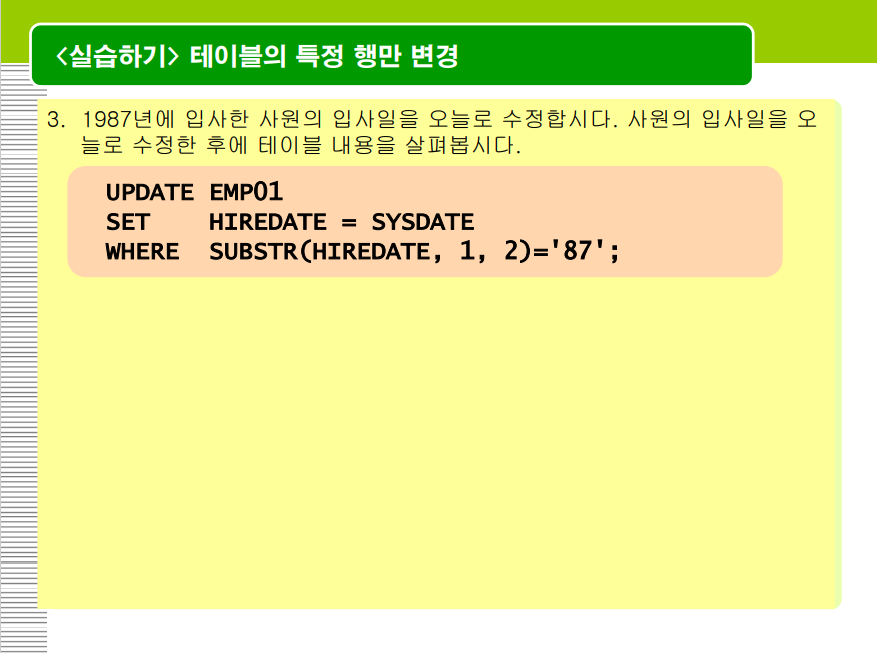 <실습하기> 테이블의 특정 행만 변경
3. 1987년에 입사한 사원의 입사일을 오늘로 수정합시다. 사원의 입사일을 오
늘로 수정한 후에 테이블 내용을 살펴봅시다.
UPDATE EMP01
SET    HIREDATE = SYSDATE
WHERE  SUBSTR(HIREDATE, 1, 2)='87';